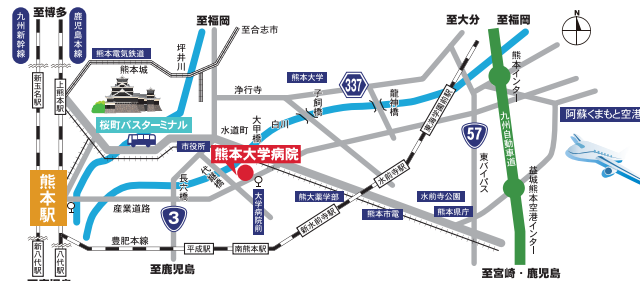 至博多
九州新幹線
鹿児島本線
至福岡
至合志市
至大分
至福岡
N
坪井川
熊本電気鉄道
熊本城
新玉名駅
上熊本駅
熊本大学
337
浄行寺
子飼橋
龍神橋
熊本インター
九州自動車道
阿蘇くまもと空港
桜町バスターミナル
水道町
大甲橋
白川
東海学園前駅
57
市役所
熊本大学病院
東バイパス
益城熊本空港インター
熊本駅
代継橋
長六橋
大学病院前
水前寺駅
熊大薬学部
水前寺公園
産業道路
3
新水前寺駅
熊本市電
熊本県庁
豊肥本線
平成駅
南熊本駅
新八代駅
八代駅
至鹿児島
至宮崎・鹿児島